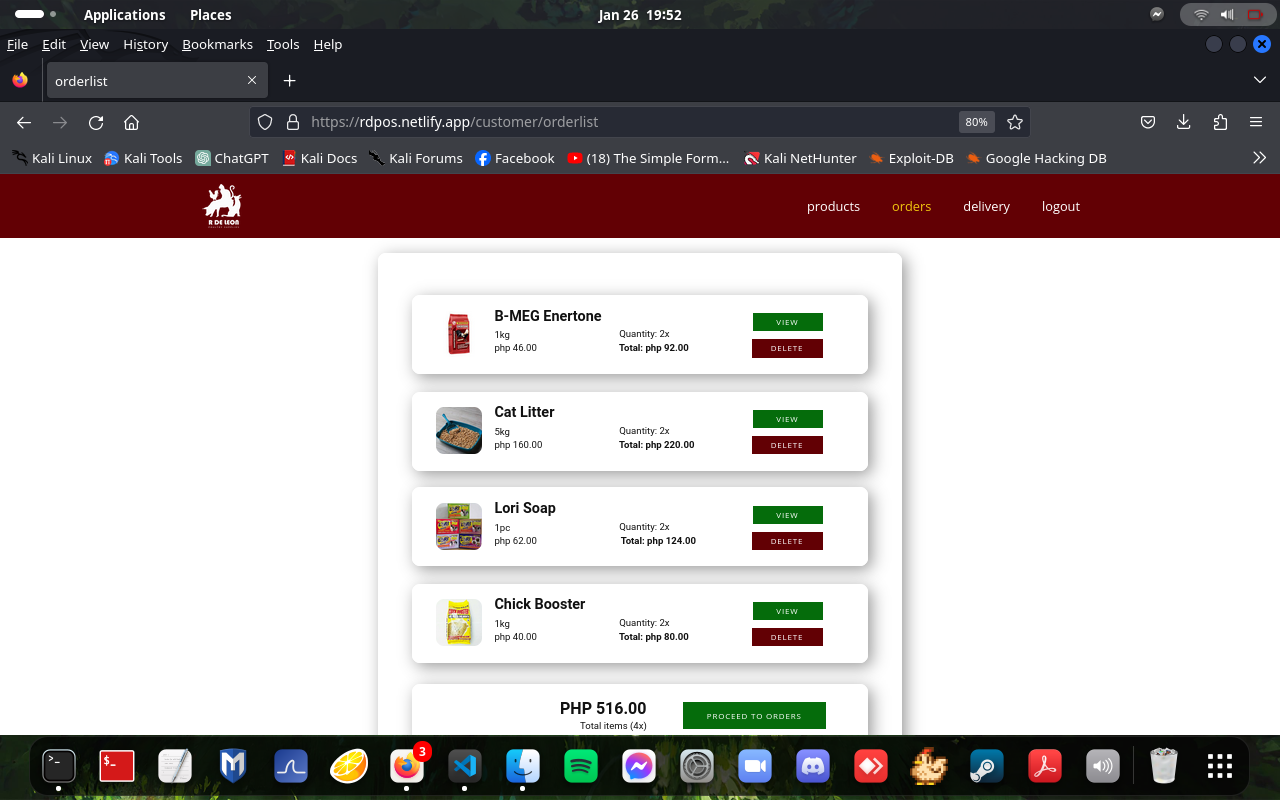 Applications Places Jan 26 19:52
File Edit View History Bookmarks Tools Help
orderlist
https://rdpos.netlify.app/customer/orderlist 80%
Kali Linux Kali Tools ChatGPT Kali Docs Kali Forums Facebook (18) The Simple Form... Kali NetHunter Exploit-DB Google Hacking DB
R DE LEON
products orders delivery logout
B-MEG Enertone
1kg Quantity: 2x
php 46.00 Total: php 92.00
VIEW
DELETE
Cat Litter
5kg Quantity: 2x
php 160.00 Total: php 220.00
VIEW
DELETE
Lori Soap
1pc Quantity: 2x
php 62.00 Total: php 124.00
VIEW
DELETE
Chick Booster
1kg Quantity: 2x
php 40.00 Total: php 80.00
VIEW
DELETE
PHP 516.00
Total items (4x)
PROCEED TO ORDERS
>_ $_ 3